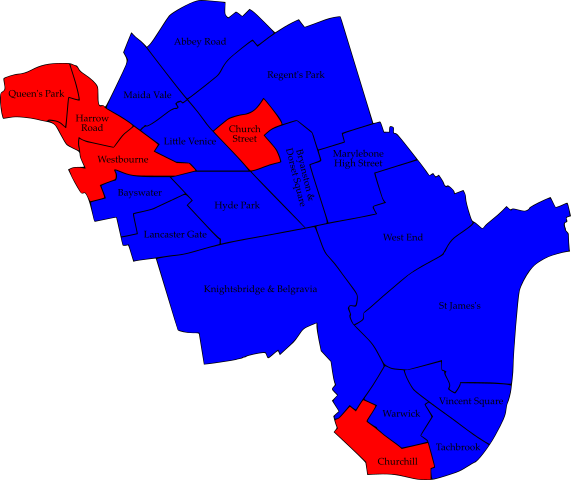 Abbey Road
Regent's Park
Queen's Park
Maida Vale
Harrow
Road
Church
Street
Little Venice
Westbourne
Marylebone
High Street
Bryanston &
Dorset Square
Bayswater
Hyde Park
Lancaster Gate
West End
Knightsbridge & Belgravia
St James's
Vincent Square
Warwick
Tachbrook
Churchill